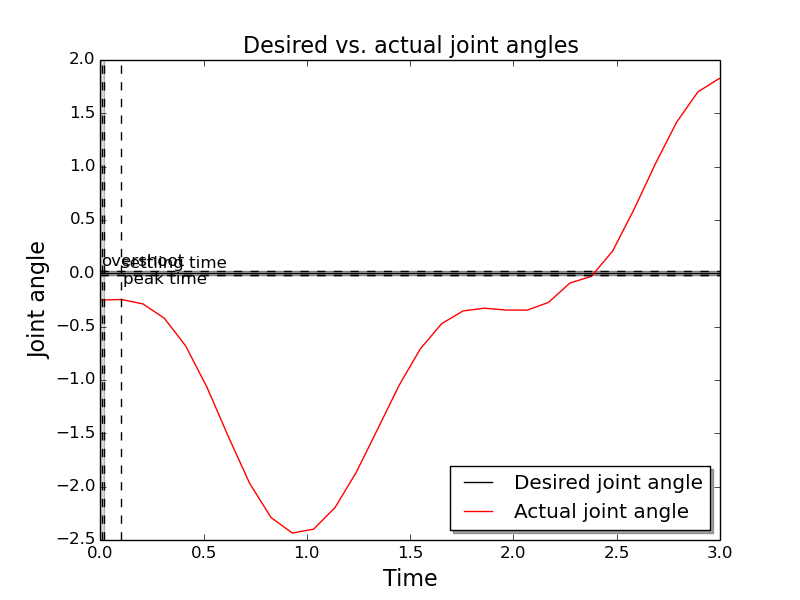 Desired vs. actual joint angles
2.0
1.5
1.0
0.5
0.0
−0.5
−1.0
−1.5
−2.0
−2.5
Joint angle
overshoot
settling time
peak time
Desired joint angle
Actual joint angle
0.0 0.5 1.0 1.5 2.0 2.5 3.0
Time